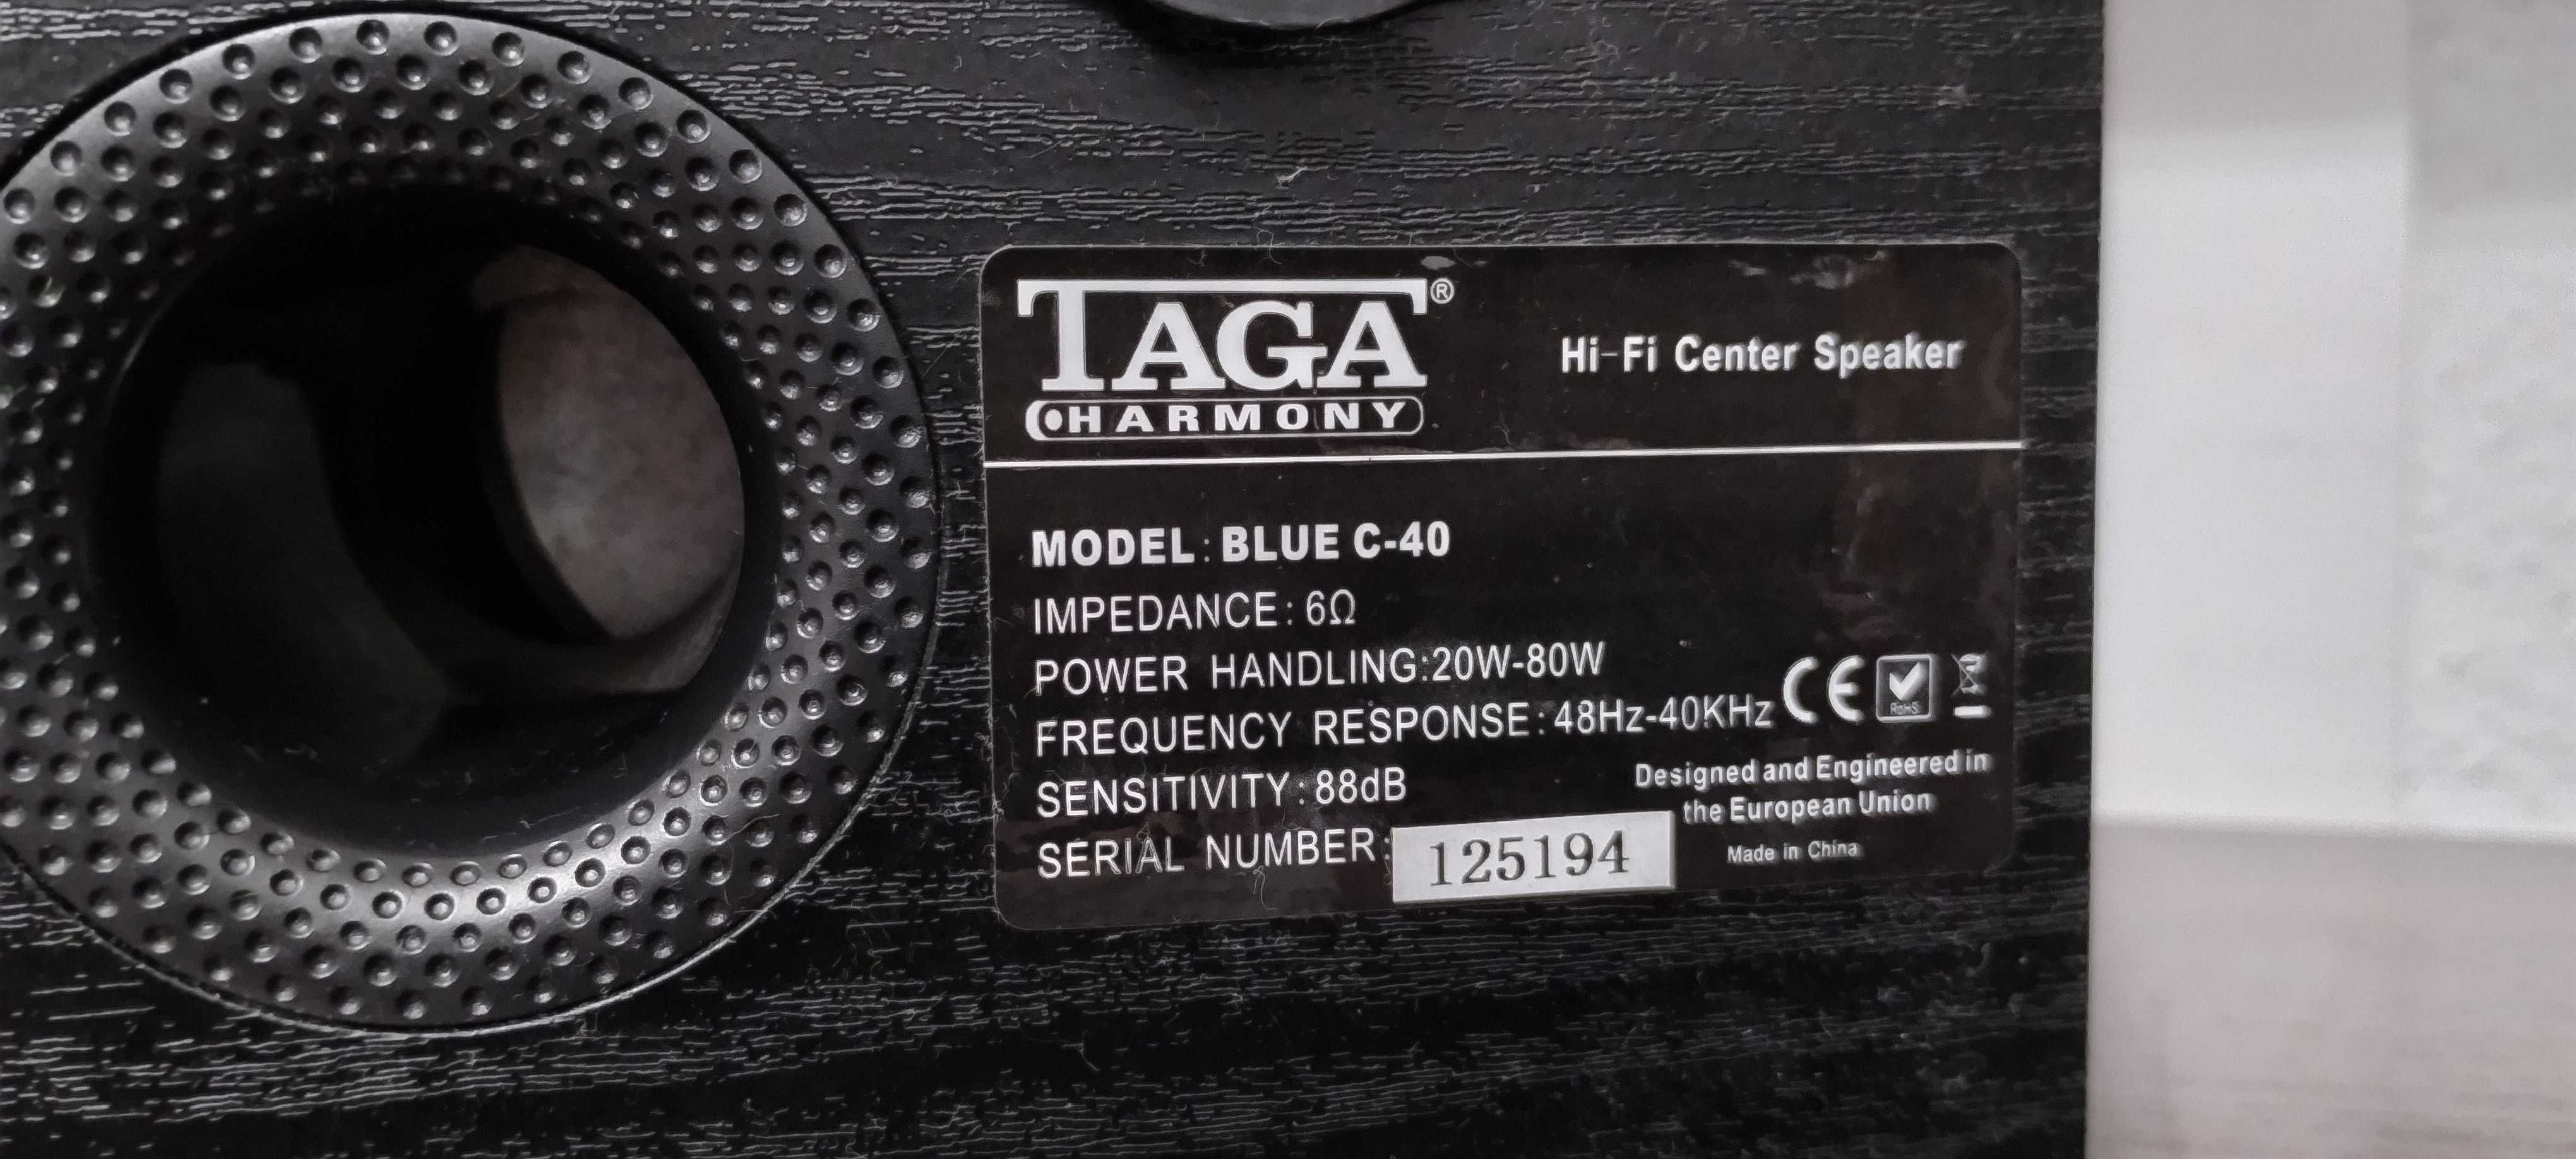 TAGA®
HARMONY
Hi-Fi Center Speaker
MODEL: BLUE C-40
IMPEDANCE: 6Ω
POWER HANDLING:20W-80W
FREQUENCY RESPONSE: 48Hz-40KHz
CE RoHS
SENSITIVITY: 88dB
Designed and Engineered in
the European Union
SERIAL NUMBER: 125194
Made in China